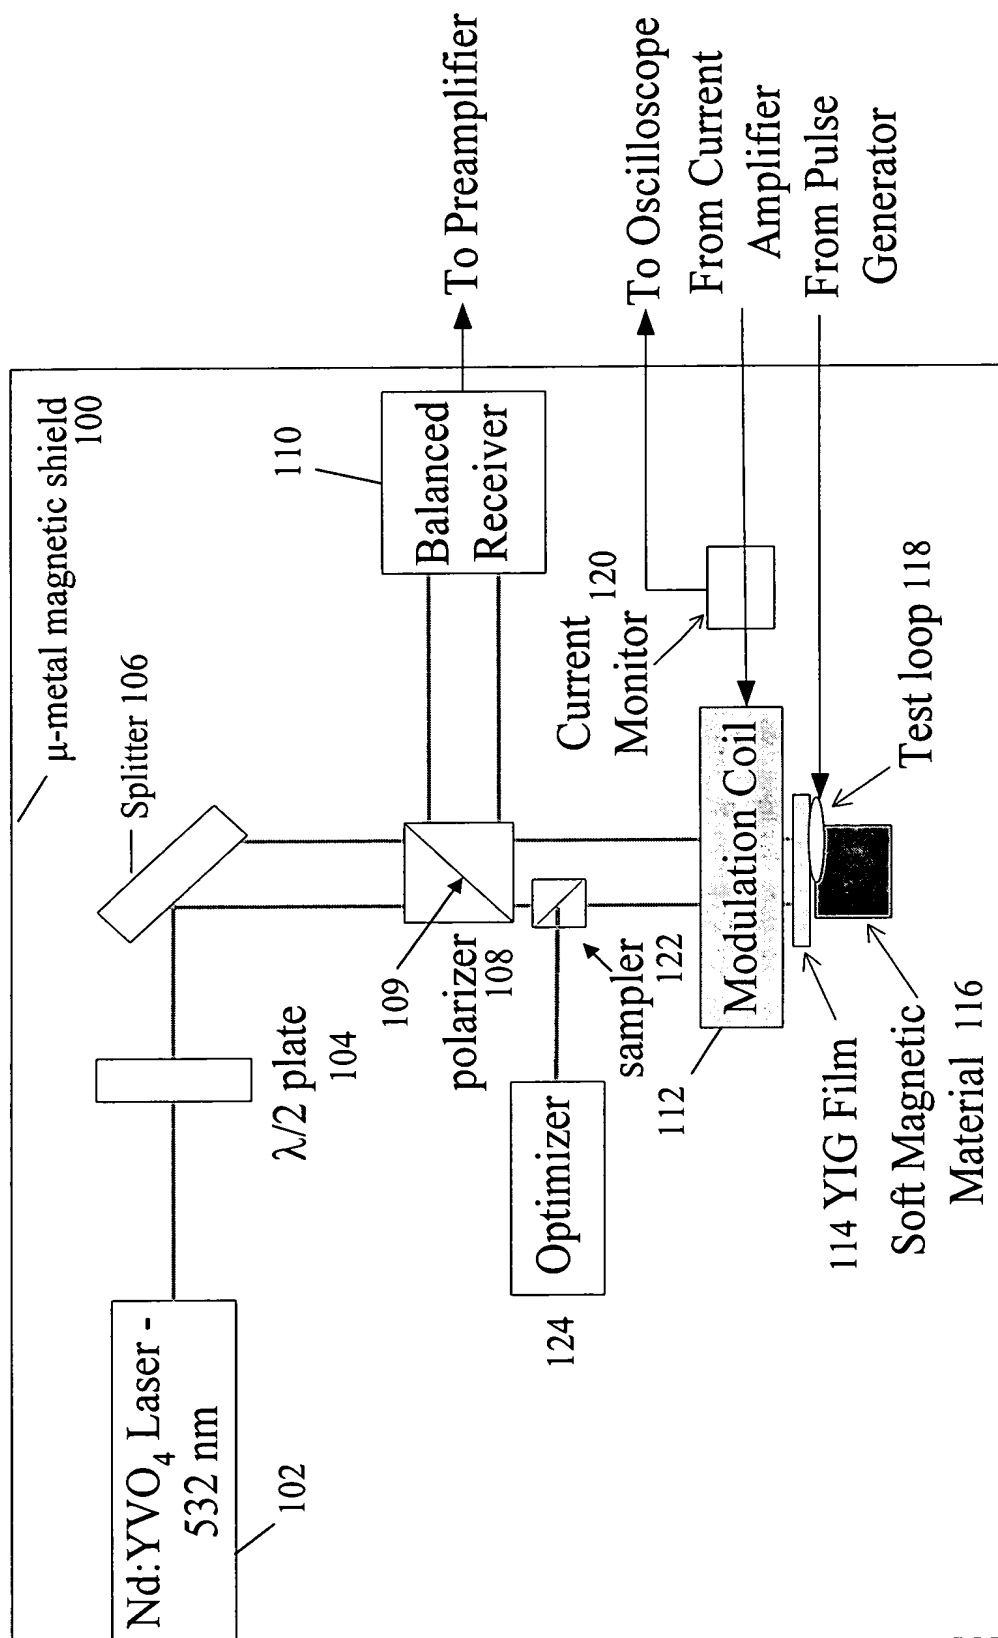 μ-metal magnetic shield
100
Splitter 106
Nd:YVO4 Laser -
532 nm
102
λ/2 plate
104
109
polarizer
108
110
Balanced
Receiver
To Preamplifier
Optimizer
124
sampler
122
Current
Monitor
120
To Oscilloscope
From Current
Amplifier
From Pulse
Generator
Modulation Coil
112
Test loop 118
114 YIG Film
Soft Magnetic
Material 116